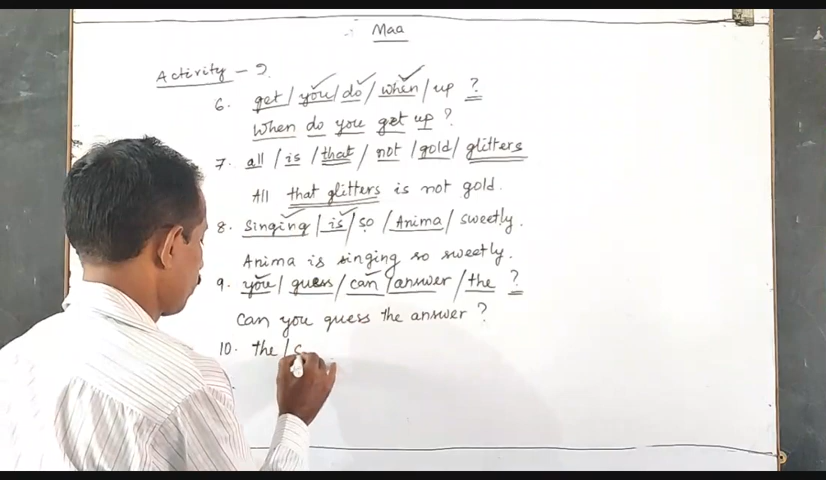 Maa
Activity - 9.
6. get / you / do / when / up ?
When do you get up ?
7. all / is / that / not / gold / glitters
All that glitters is not gold.
8. Singing / is / so / Anima / sweetly.
Anima is singing so sweetly.
9. you / guess / can / answer / the ?
Can you guess the answer ?
10. the /